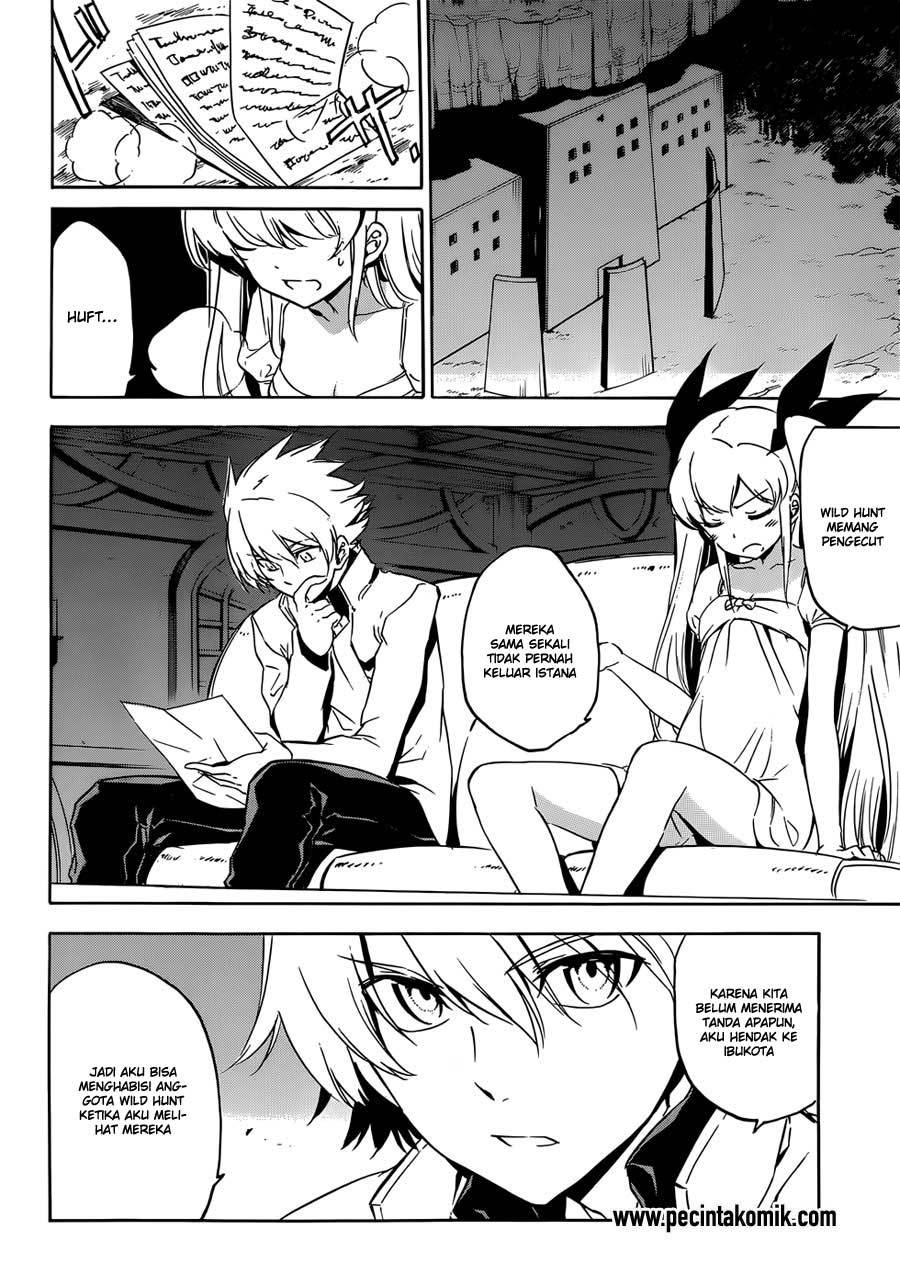 HUFT...
WILD HUNT
MEMANG
PENGECUT
MEREKA
SAMA SEKALI
TIDAK PERNAH
KELUAR ISTANA
KARENA KITA
BELUM MENERIMA
TANDA APAPUN,
AKU HENDAK KE
IBUKOTA
JADI AKU BISA
MENGHABISI ANG-
GOTA WILD HUNT
KETIKA AKU MELI-
HAT MEREKA
www.pecintakomik.com